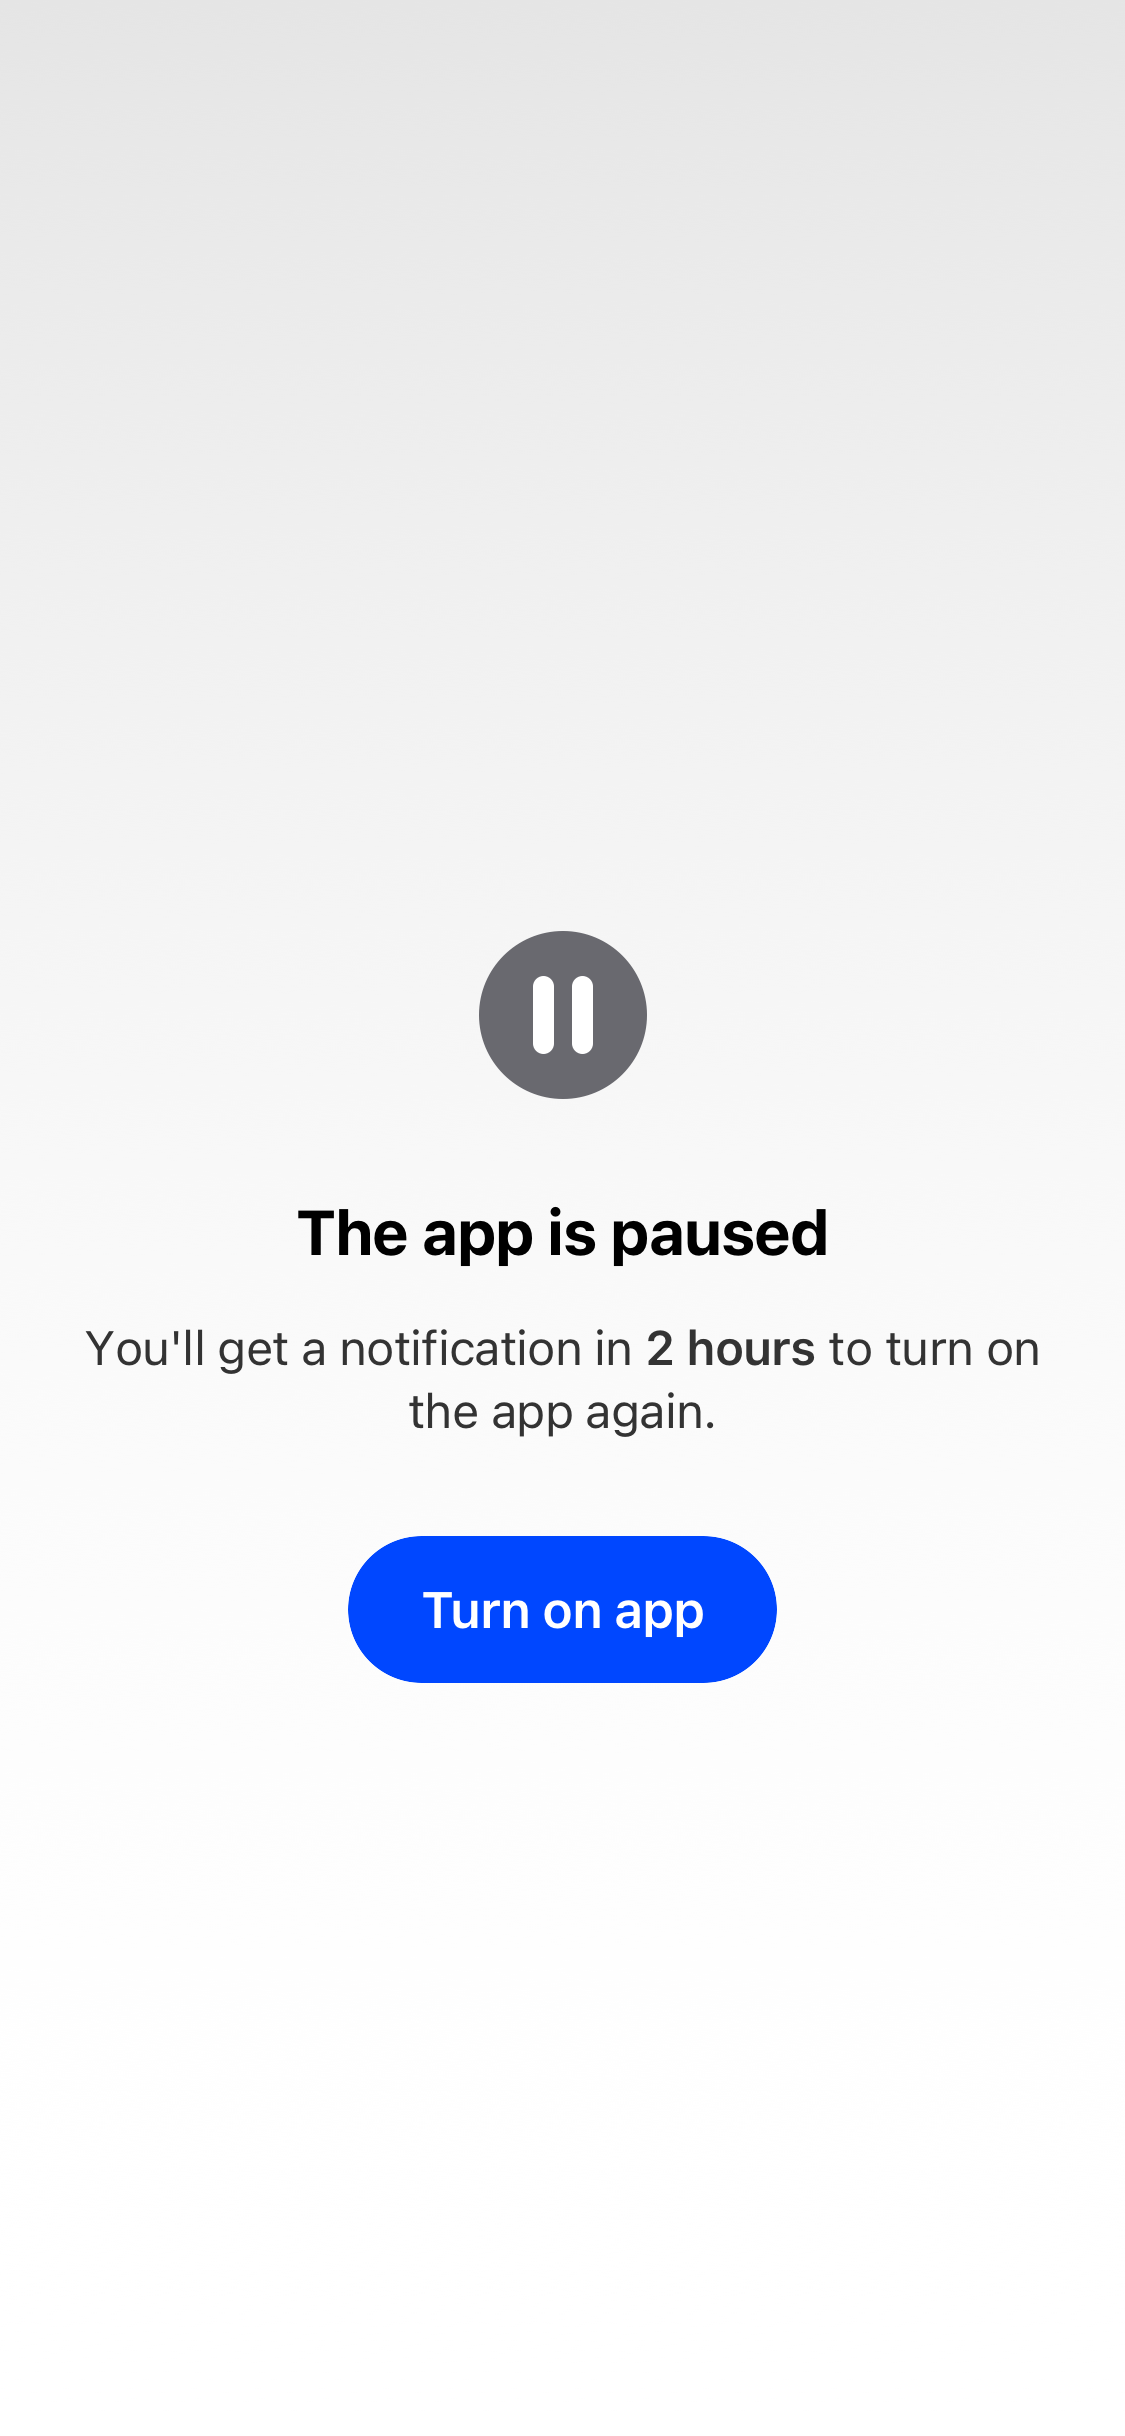 The app is paused
You'll get a notification in 2 hours to turn on
the app again.
Turn on app